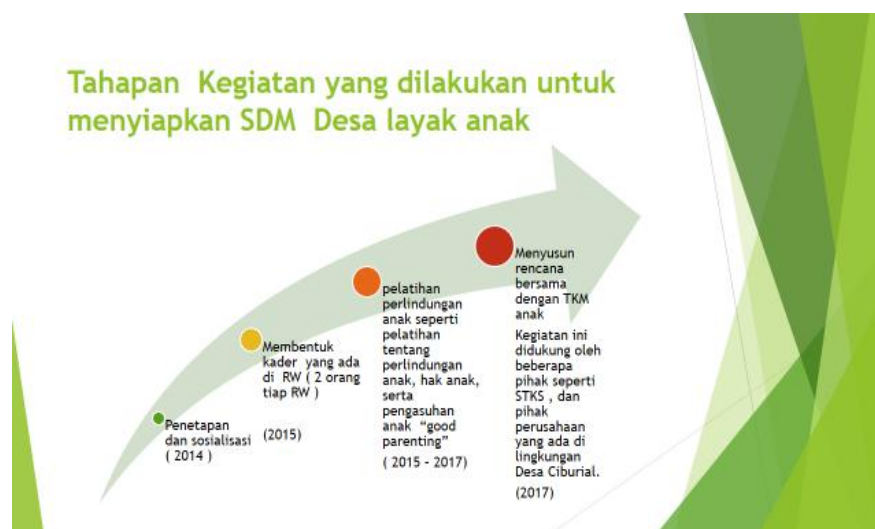 Tahapan Kegiatan yang dilakukan untuk
menyiapkan SDM Desa layak anak
Penetapan
dan sosialisasi
( 2014 )
Membentuk
kader yang ada
di RW ( 2 orang
tiap RW )
(2015)
pelatihan
perlindungan
anak seperti
pelatihan
tentang
perlindungan
anak, hak anak,
serta
pengasuhan
anak “good
parenting”
( 2015 - 2017)
Menyusun
rencana
bersama
dengan TKM
anak
Kegiatan ini
didukung oleh
beberapa
pihak seperti
STKS , dan
pihak
perusahaan
yang ada di
lingkungan
Desa Ciburial.
(2017)